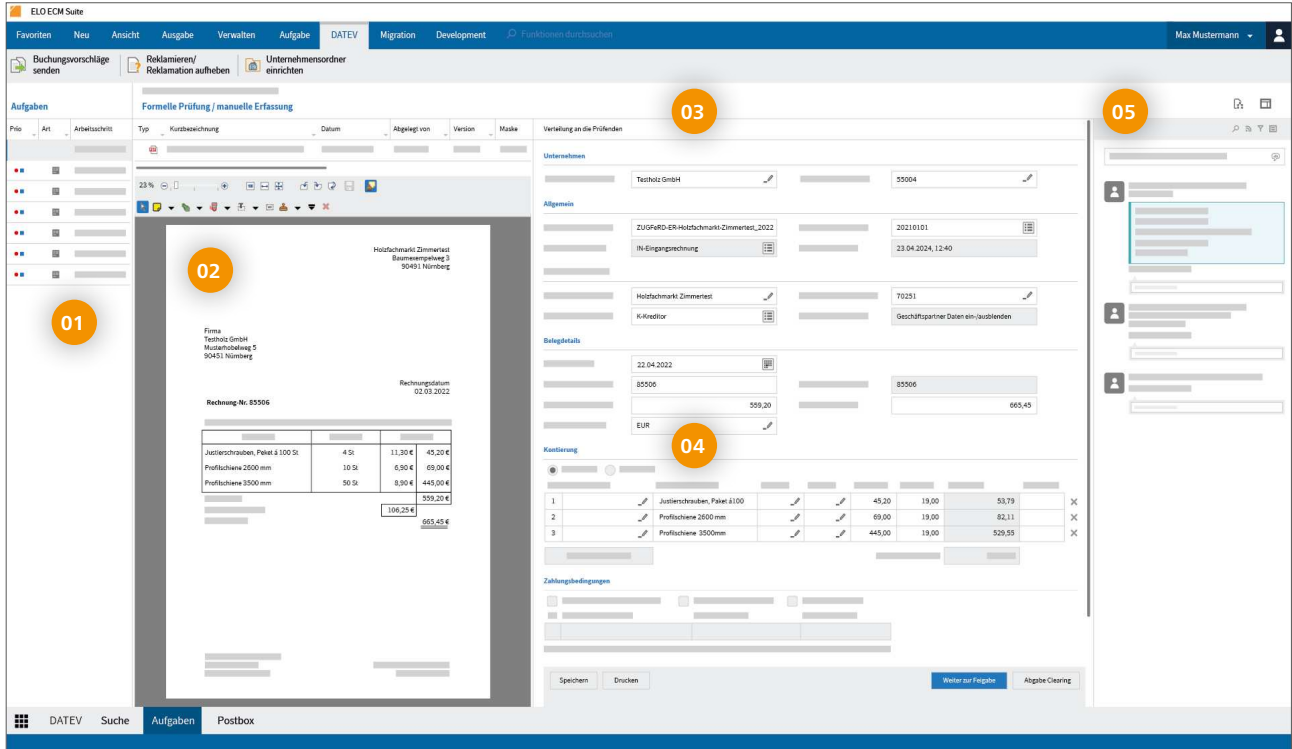 ELO ECM Suite
Favoriten Neu Ansicht Ausgabe Verwalten Aufgabe DATEV Migration Development Funktionen durchsuchen Max Mustermann
Buchungsvorschläge senden
Reklamieren/ Reklamation aufheben
Unternehmensordner einrichten
Aufgaben
Prio Art Arbeitsschritt
01
Formelle Prüfung / manuelle Erfassung
Typ Kurzbezeichnung Datum Abgelegt von Version Maske
23 %
02
Holzfachmarkt Zimmertest
Baumexempelweg 3
90491 Nürnberg
Firma
Testholz GmbH
Musterhobelweg 5
90451 Nürnberg
Rechnungsdatum
02.03.2022
Rechnung-Nr. 85506
Justierschrauben, Peket á 100 St 4 St 11,30 € 45,20 €
Profilschiene 2600 mm 10 St 6,90 € 69,00 €
Profilschiene 3500 mm 50 St 8,90 € 445,00 €
559,20 €
106,25 €
665,45 €
03
Verteilung an die Prüfenden
Unternehmen
Testholz GmbH 55004
Allgemein
ZUGFeRD-ER-Holzfachmarkt-Zimmertest_2022 20210101
IN-Eingangsrechnung 23.04.2024, 12:40
Holzfachmarkt Zimmertest 70251
K-Kreditor Geschäftspartner Daten ein-/ausblenden
Belegdetails
22.04.2022
85506 85506
559,20 665,45
EUR
04
Kontierung
1 Justierschrauben, Paket á100 45,20 19,00 53,79
2 Profilschiene 2600 mm 69,00 19,00 82,11
3 Profilschiene 3500mm 445,00 19,00 529,55
Zahlungsbedingungen
Speichern Drucken Weiter zur Feigabe Abgabe Clearing
05
DATEV Suche Aufgaben Postbox